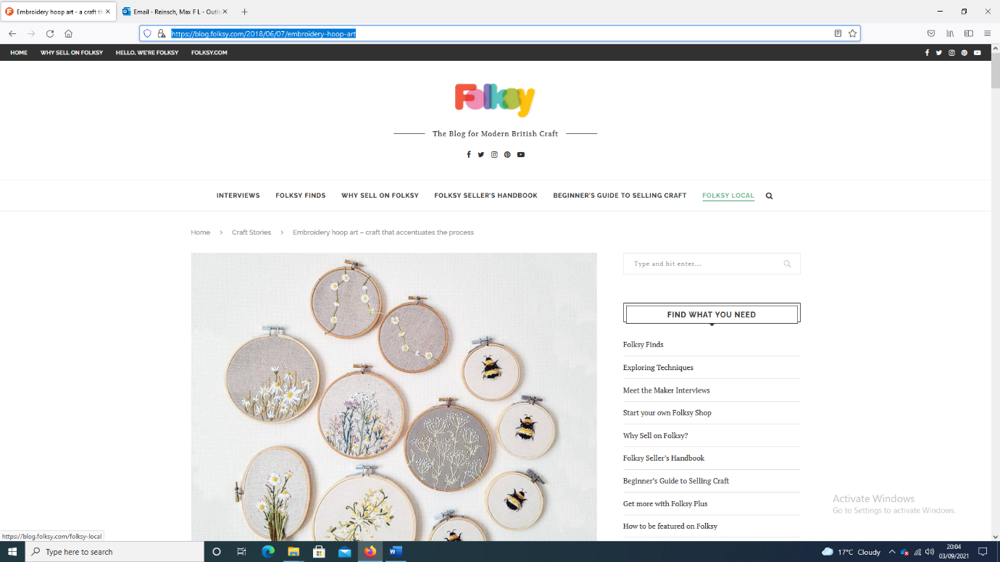 Embroidery hoop art - a craft th
Email - Reinsch, Max F L - Outlo
https://blog.folksy.com/2018/06/07/embroidery-hoop-art
HOME WHY SELL ON FOLKSY HELLO, WE'RE FOLKSY FOLKSY.COM
Folksy
The Blog for Modern British Craft
INTERVIEWS FOLKSY FINDS WHY SELL ON FOLKSY FOLKSY SELLER'S HANDBOOK BEGINNER'S GUIDE TO SELLING CRAFT FOLKSY LOCAL
Home > Craft Stories > Embroidery hoop art – craft that accentuates the process
Type and hit enter...
FIND WHAT YOU NEED
Folksy Finds
Exploring Techniques
Meet the Maker Interviews
Start your own Folksy Shop
Why Sell on Folksy?
Folksy Seller's Handbook
Beginner's Guide to Selling Craft
Get more with Folksy Plus
How to be featured on Folksy
Activate Windows
Go to Settings to activate Windows.
https://blog.folksy.com/folksy-local
Type here to search
17°C Cloudy
20:04
03/09/2021